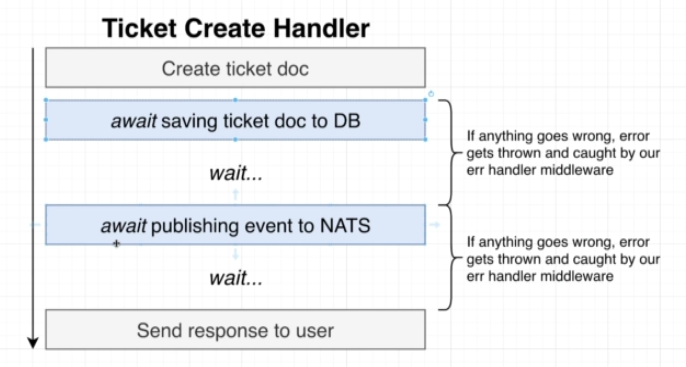 Ticket Create Handler
Create ticket doc
await saving ticket doc to DB
If anything goes wrong, error
gets thrown and caught by our
err handler middleware
wait...
await publishing event to NATS
If anything goes wrong, error
gets thrown and caught by our
err handler middleware
wait...
Send response to user